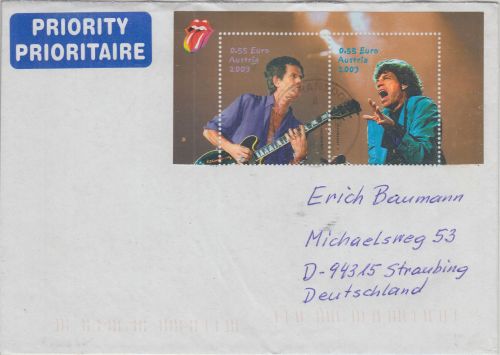 PRIORITY
PRIORITAIRE
0.55 Euro
Austria
2003
0.55 Euro
Austria
2003
Erich Baumann
Michaelsweg 53
D-94315 Straubing
Deutschland